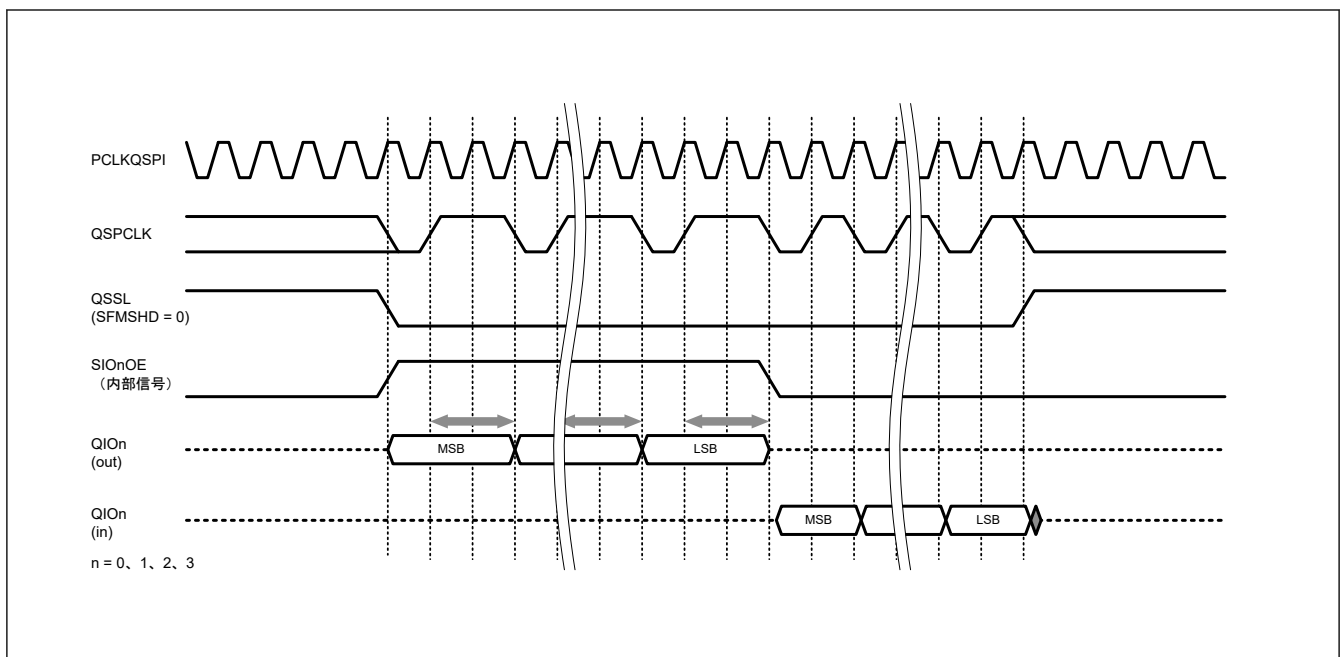 PCLKQSPI
QSPCLK
QSSL
(SFMSHD = 0)
SIOnOE
（内部信号）
QIOn
(out)
MSB
LSB
QIOn
(in)
MSB
LSB
n = 0、1、2、3